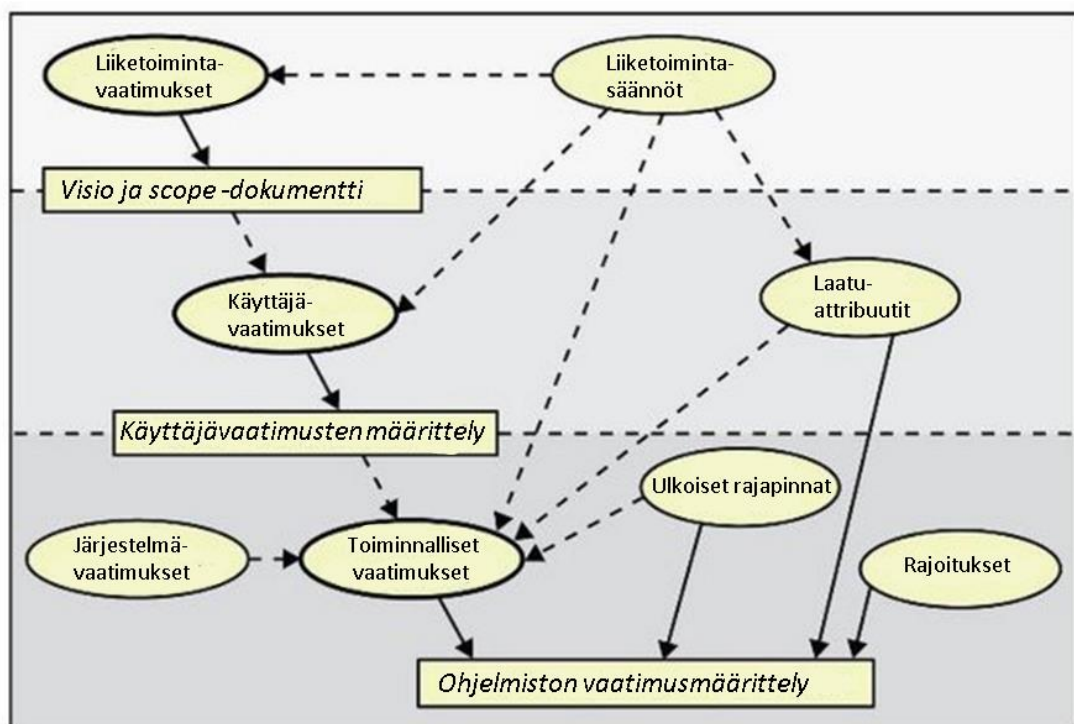 Liiketoiminta-
vaatimukset
Liiketoiminta-
säännöt
Visio ja scope -dokumentti
Käyttäjä-
vaatimukset
Laatu-
attribuutit
Käyttäjävaatimusten määrittely
Ulkoiset rajapinnat
Järjestelmä-
vaatimukset
Toiminnalliset
vaatimukset
Rajoitukset
Ohjelmiston vaatimusmäärittely